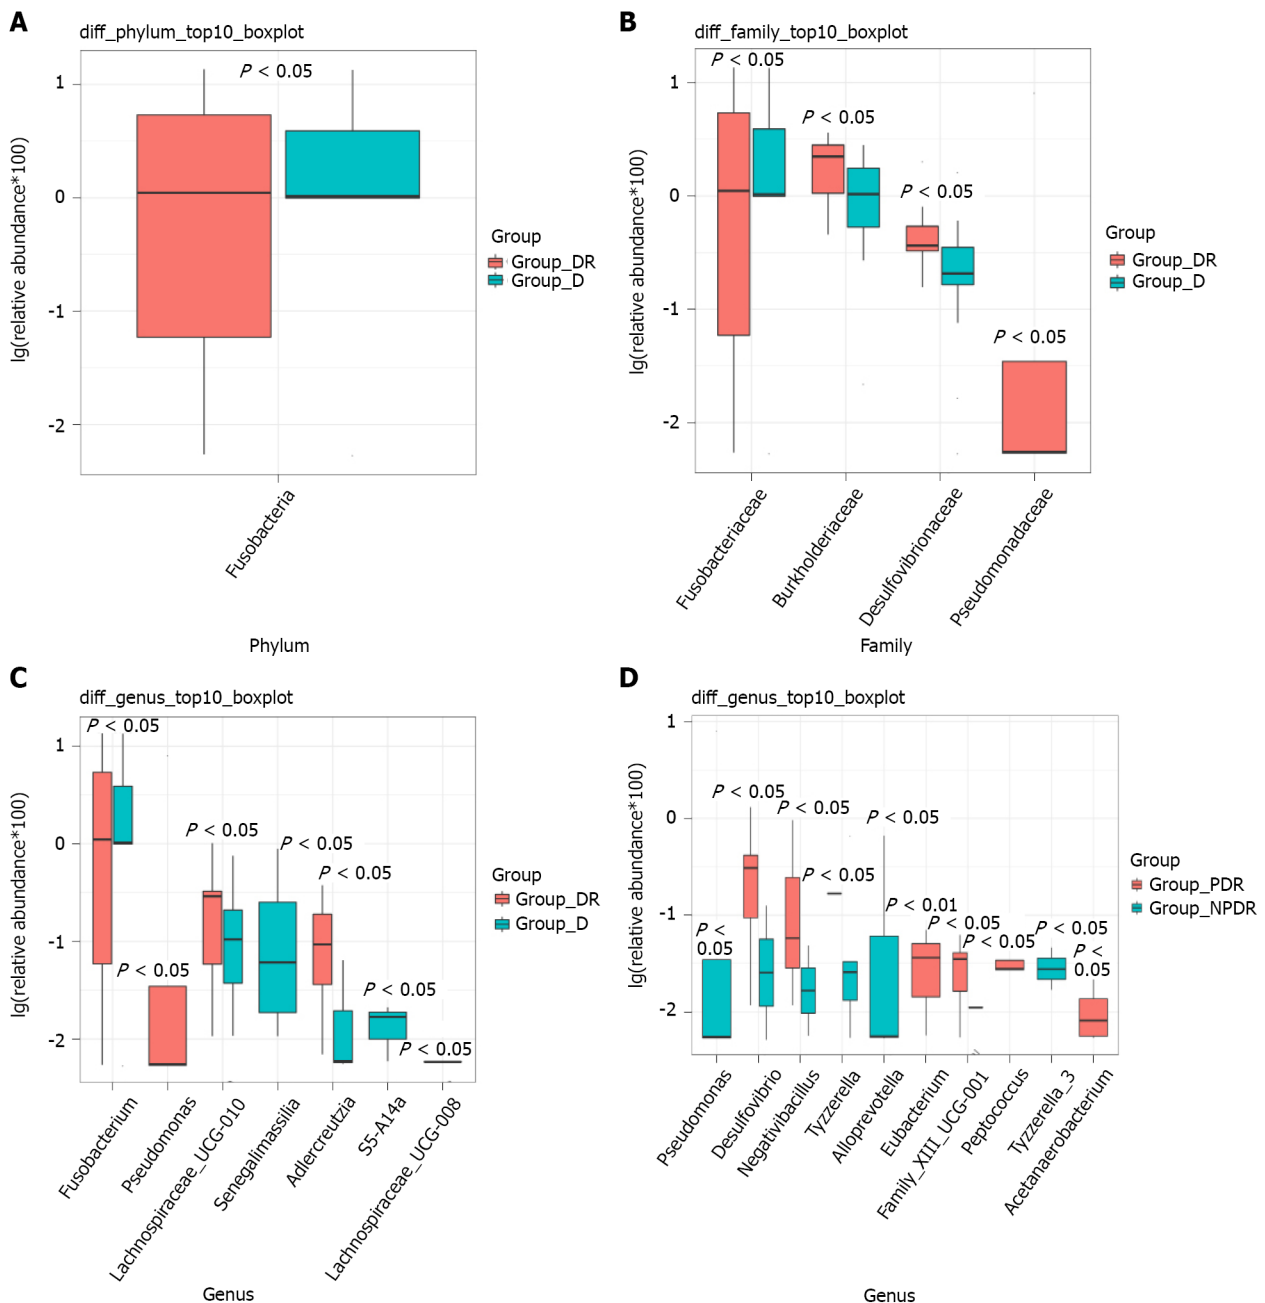 A
diff_phylum_top10_boxplot
P < 0.05
1
0
-1
-2
lg(relative abundance*100)
Fusobacteria
Phylum
Group
Group_DR
Group_D
B
diff_family_top10_boxplot
P < 0.05
P < 0.05
P < 0.05
P < 0.05
1
0
-1
-2
lg(relative abundance*100)
Fusobacteriaceae
Burkholderiaceae
Desulfovibrionaceae
Pseudomonadaceae
Family
Group
Group_DR
Group_D
C
diff_genus_top10_boxplot
P < 0.05
P < 0.05
P < 0.05
P < 0.05
P < 0.05
P < 0.05
P < 0.05
1
0
-1
-2
lg(relative abundance*100)
Fusobacterium
Pseudomonas
Lachnospiraceae_UCG-010
Senegalimassilia
Adlercreutzia
S5-A14a
Lachnospiraceae_UCG-008
Genus
Group
Group_DR
Group_D
D
diff_genus_top10_boxplot
P <
0.05
P < 0.05
P < 0.05
P < 0.05
P < 0.05
P < 0.01
P < 0.05
P < 0.05
P < 0.05
P <
0.05
1
0
-1
-2
lg(relative abundance*100)
Pseudomonas
Desulfovibrio
Negativibacillus
Tyzzerella
Alloprevotella
Eubacterium
Family_XIII_UCG-001
Peptococcus
Tyzzerella_3
Acetanaerobacterium
Genus
Group
Group_PDR
Group_NPDR